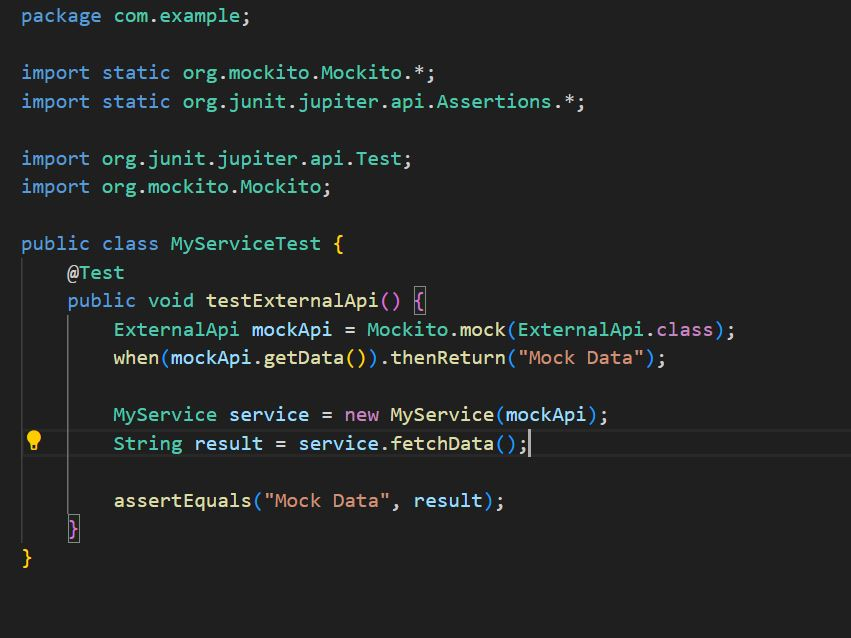 package com.example;
import static org.mockito.Mockito.*;
import static org.junit.jupiter.api.Assertions.*;
import org.junit.jupiter.api.Test;
import org.mockito.Mockito;
public class MyServiceTest {
@Test
public void testExternalApi() {
ExternalApi mockApi = Mockito.mock(ExternalApi.class);
when(mockApi.getData()).thenReturn("Mock Data");
MyService service = new MyService(mockApi);
String result = service.fetchData();
assertEquals("Mock Data", result);
}
}